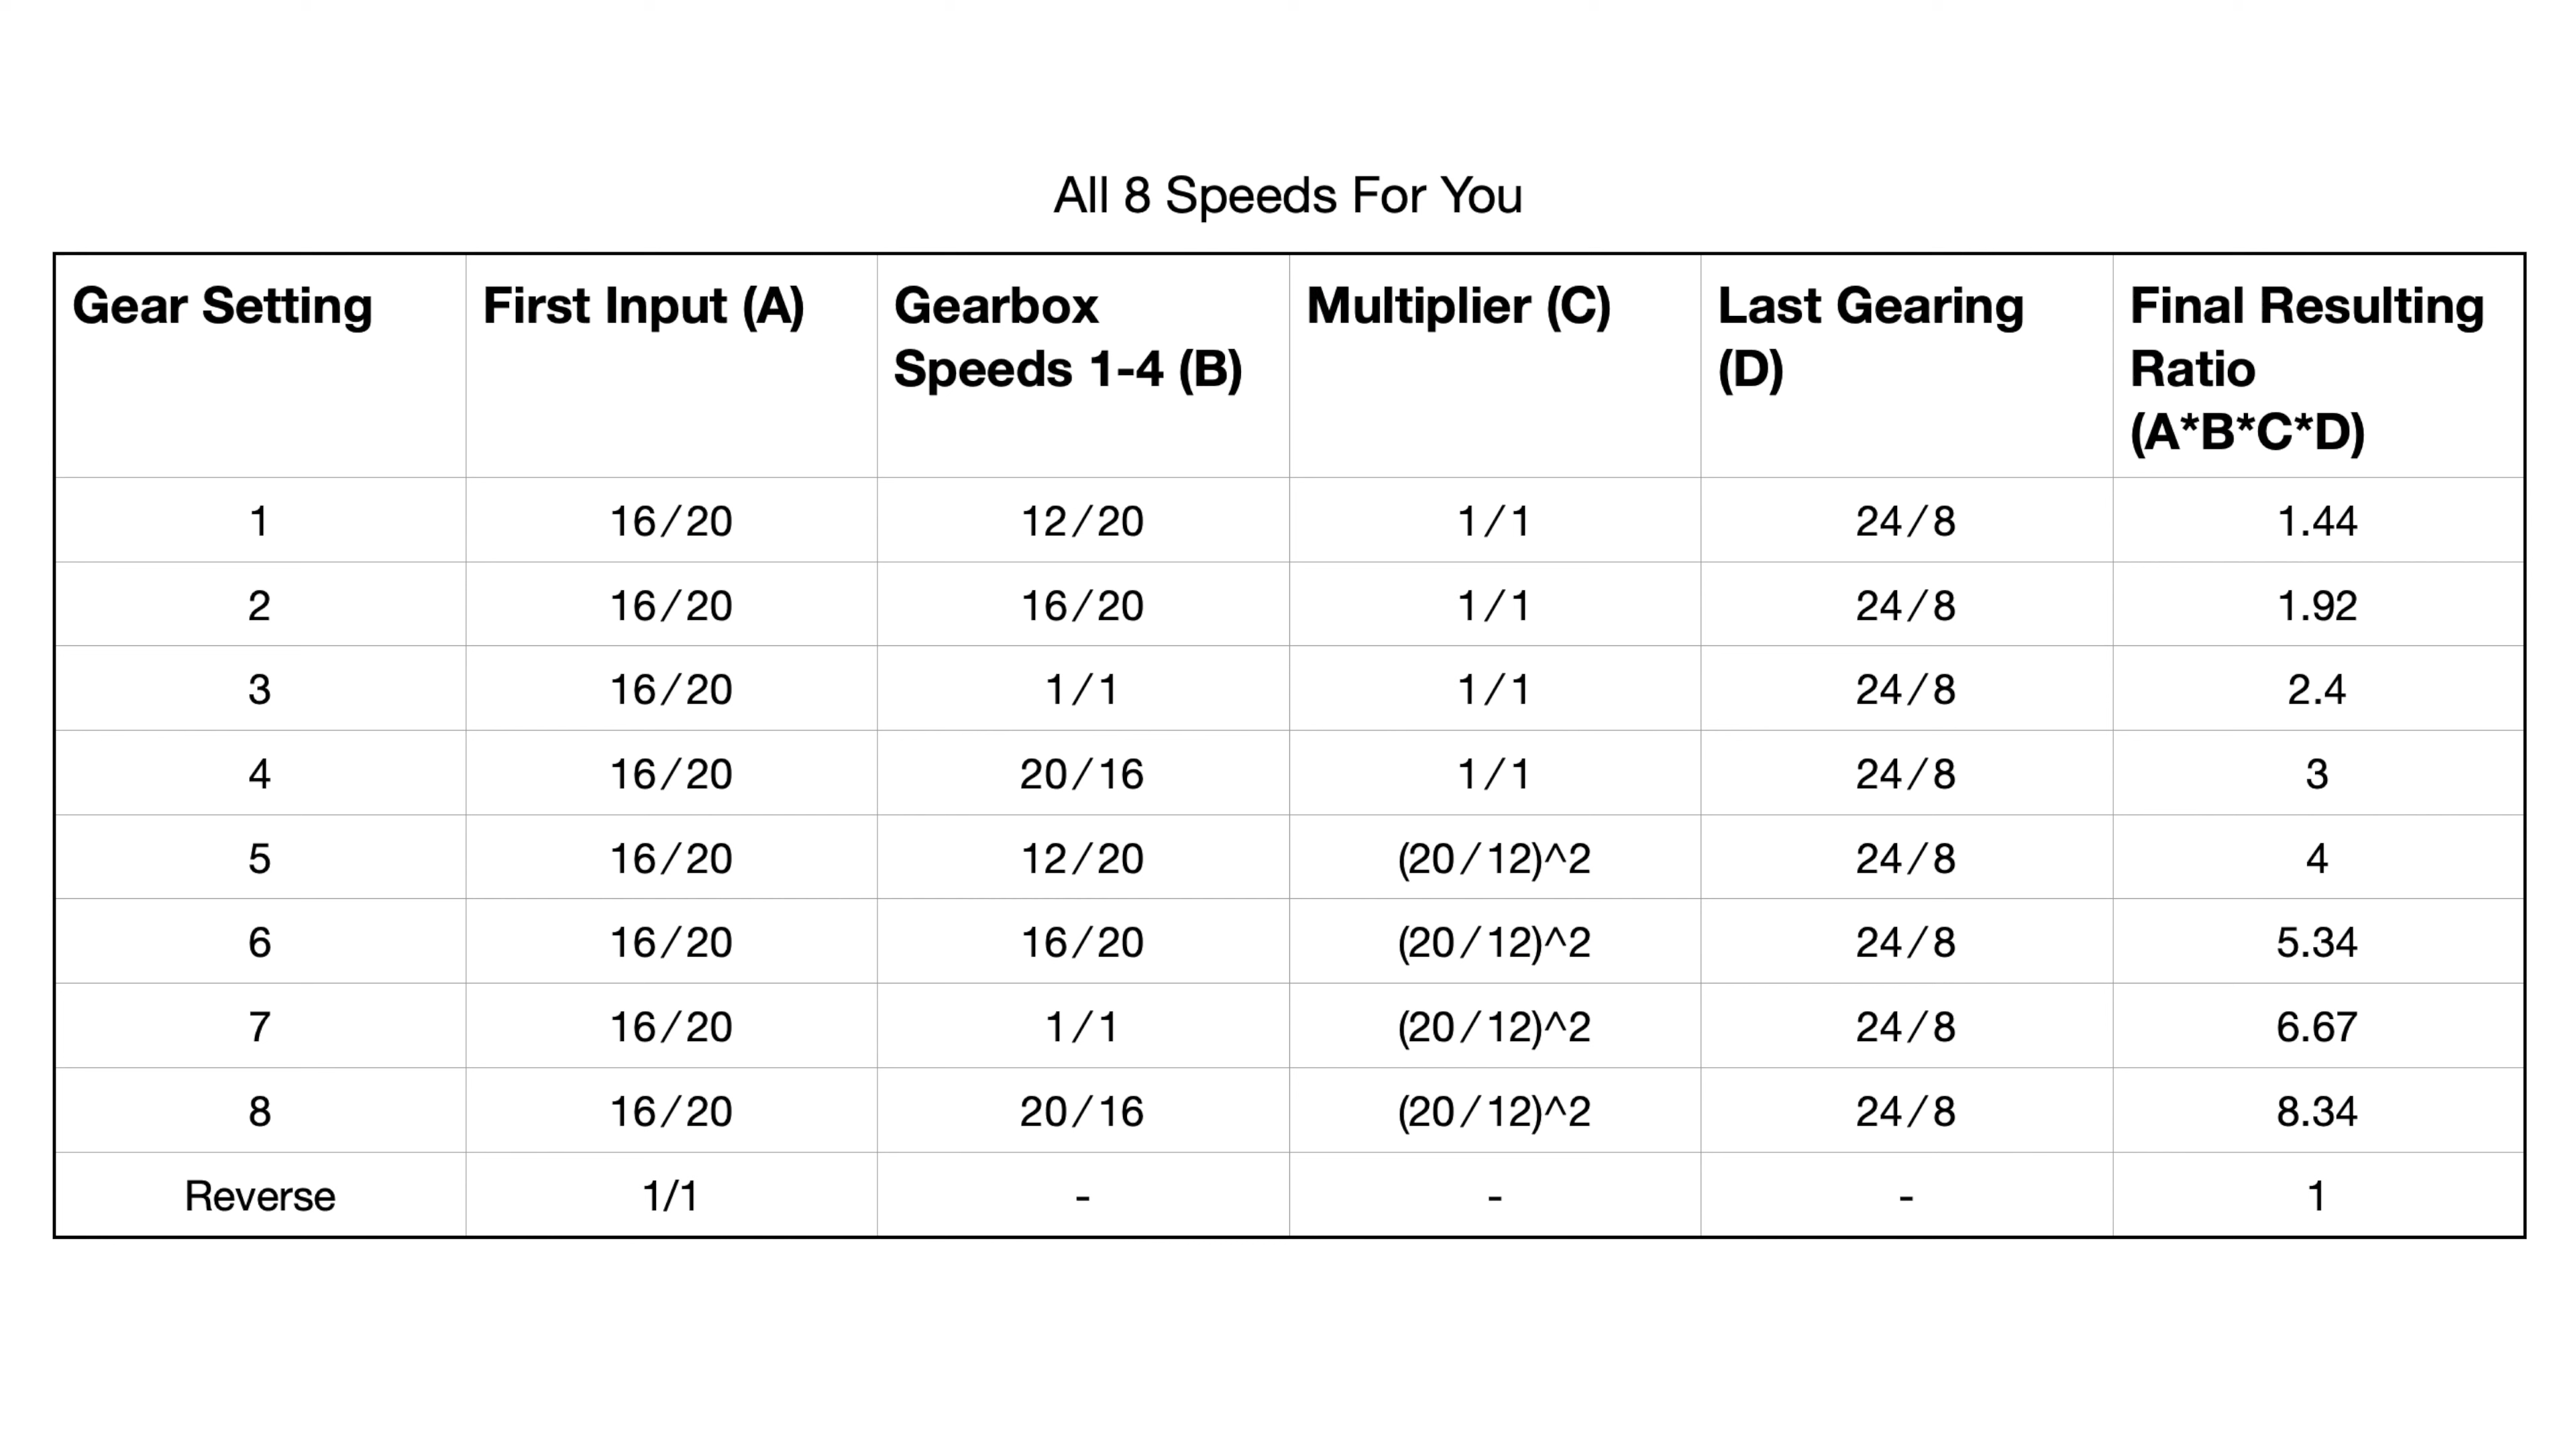 All 8 Speeds For You
Gear Setting First Input (A) Gearbox Speeds 1-4 (B) Multiplier (C) Last Gearing (D) Final Resulting Ratio (A*B*C*D)
1 16/20 12/20 1/1 24/8 1.44
2 16/20 16/20 1/1 24/8 1.92
3 16/20 1/1 1/1 24/8 2.4
4 16/20 20/16 1/1 24/8 3
5 16/20 12/20 (20/12)^2 24/8 4
6 16/20 16/20 (20/12)^2 24/8 5.34
7 16/20 1/1 (20/12)^2 24/8 6.67
8 16/20 20/16 (20/12)^2 24/8 8.34
Reverse 1/1 - - - 1